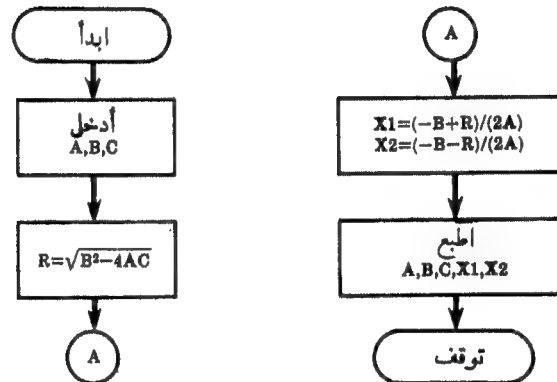 ابدأ
أدخل
A,B,C
R=√B²−4AC
A
A
X1=(−B+R)/(2A)
X2=(−B−R)/(2A)
اطبع
A,B,C,X1,X2
توقف